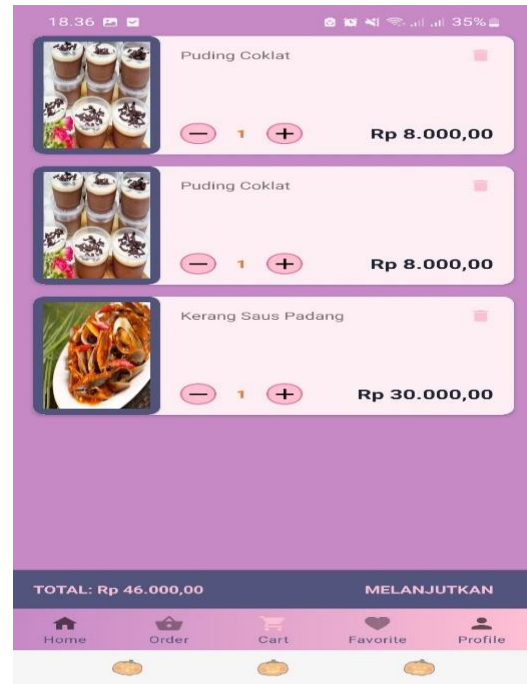 18.36 35%
Puding Coklat
1 Rp 8.000,00
Puding Coklat
1 Rp 8.000,00
Kerang Saus Padang
1 Rp 30.000,00
TOTAL: Rp 46.000,00 MELANJUTKAN
Home Order Cart Favorite Profile